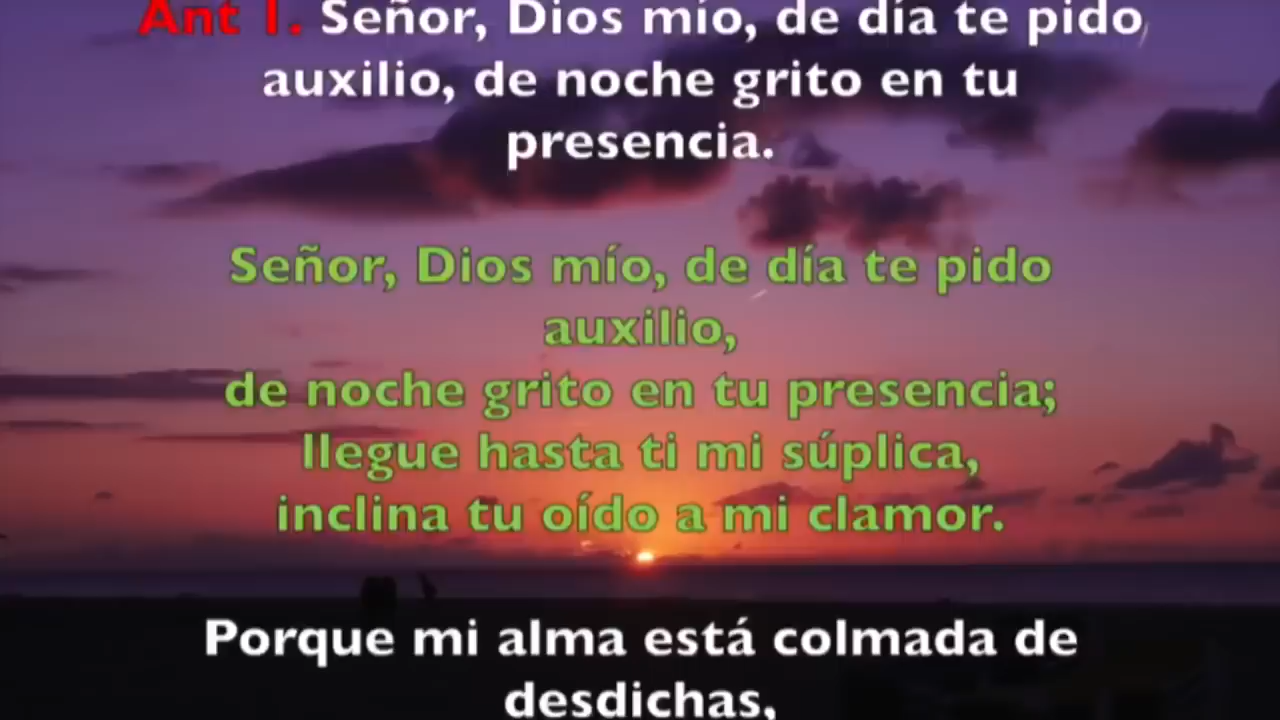 Ant 1. Señor, Dios mío, de día te pido,
auxilio, de noche grito en tu
presencia.
Señor, Dios mío, de día te pido
auxilio,
de noche grito en tu presencia;
llegue hasta ti mi súplica,
inclina tu oído a mi clamor.
Porque mi alma está colmada de
desdichas,